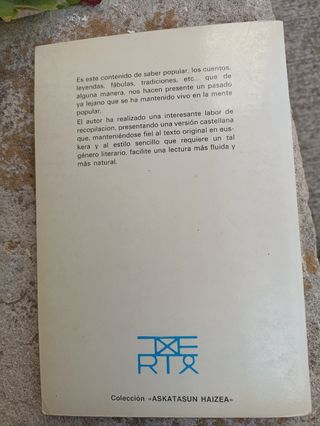 Es este contenido de saber popular, los cuentos,
leyendas, fábulas, tradiciones, etc., que de
alguna manera, nos hacen presente un pasado
ya lejano que se ha mantenido vivo en la mente
popular.
El autor ha realizado una interesante labor de
recopilación, presentando una versión castellana
que, manteniéndose fiel al texto original en eus-
kera y al estilo sencillo que requiere un tal
género literario, facilite una lectura más fluida y
más natural.
Colección «ASKATASUN HAIZEA»